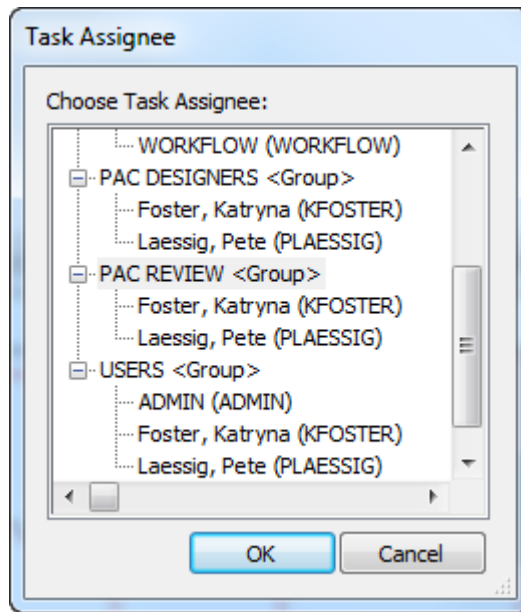 Task Assignee
Choose Task Assignee:
WORKFLOW (WORKFLOW)
PAC DESIGNERS <Group>
Foster, Katryna (KFOSTER)
Laessig, Pete (PLAESSIG)
PAC REVIEW <Group>
Foster, Katryna (KFOSTER)
Laessig, Pete (PLAESSIG)
USERS <Group>
ADMIN (ADMIN)
Foster, Katryna (KFOSTER)
Laessig, Pete (PLAESSIG)
OK Cancel